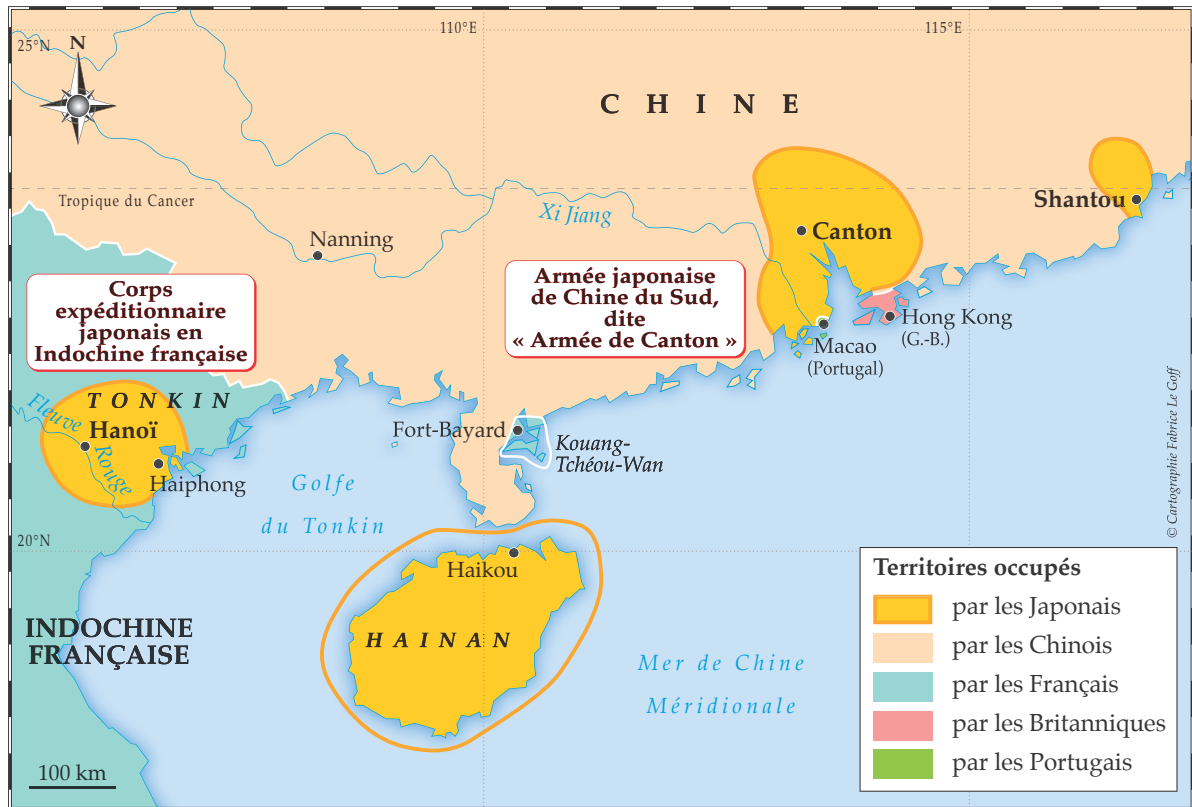 25°N
N
110°E
115°E
C H I N E
Tropique du Cancer
Xi Jiang
Shantou
Nanning
Canton
Corps
expéditionnaire
japonais en
Indochine française
Armée japonaise
de Chine du Sud,
dite
« Armée de Canton »
Hong Kong
(G.-B.)
Macao
(Portugal)
T O N K I N
Fleuve
Rouge
Hanoï
Haiphong
Fort-Bayard
Kouang-
Tchéou-Wan
Golfe
du Tonkin
20°N
Haikou
H A I N A N
INDOCHINE
FRANÇAISE
Mer de Chine
Méridionale
100 km
© Cartographie Fabrice Le Goff
Territoires occupés
par les Japonais
par les Chinois
par les Français
par les Britanniques
par les Portugais